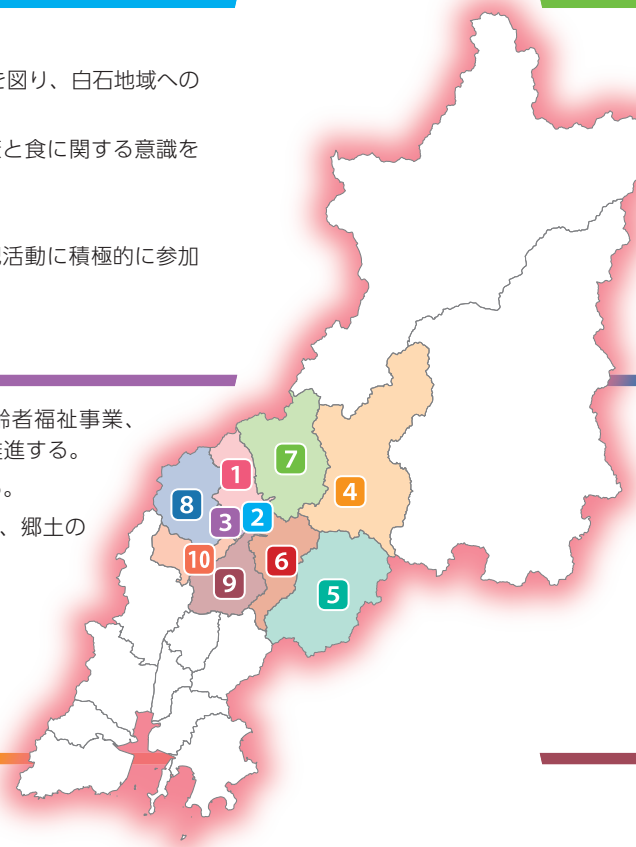 を図り、白石地域への
と食に関する意識を
活動に積極的に参加
齢者福祉事業、
進する。
。
、郷土の
7
1
4
8
2
3
10
6
9
5